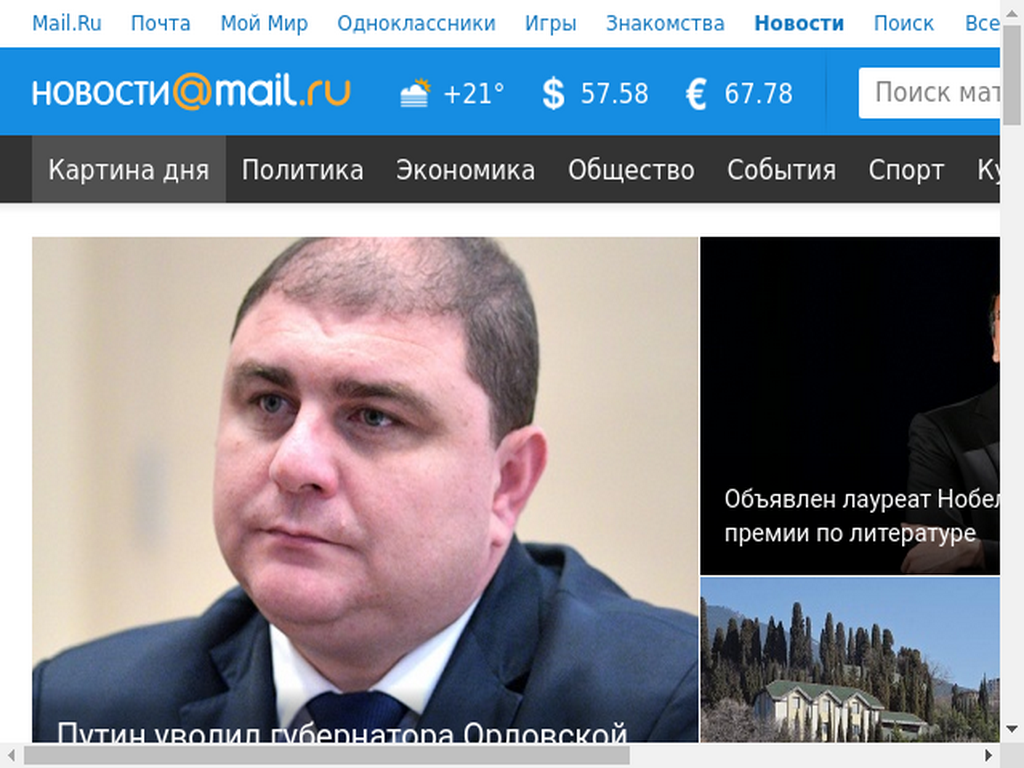 Mail.Ru Почта Мой Мир Одноклассники Игры Знакомства Новости Поиск Все
НОВОСТИ@mail.ru +21° $ 57.58 € 67.78 Поиск мат
Картина дня Политика Экономика Общество События Спорт Ку
Объявлен лауреат Нобел
премии по литературе
Путин уволил губернатора Орловской